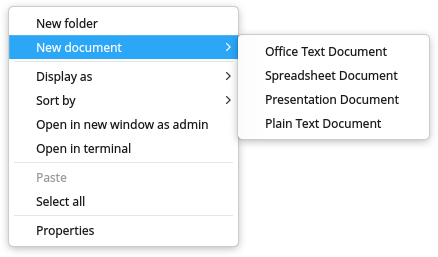 New folder
New document
Display as
Sort by
Open in new window as admin
Open in terminal
Paste
Select all
Properties
Office Text Document
Spreadsheet Document
Presentation Document
Plain Text Document